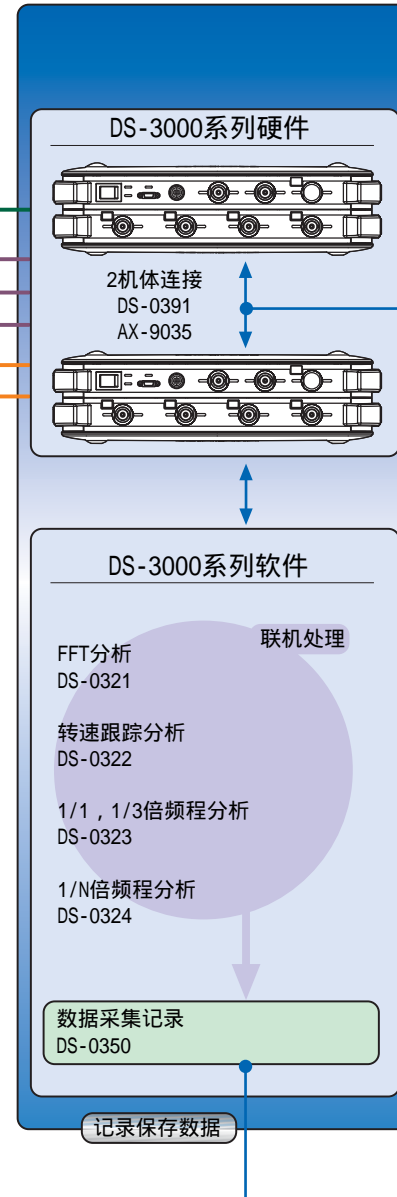 DS-3000系列硬件
2机体连接
DS-0391
AX-9035
DS-3000系列软件
联机处理
FFT分析
DS-0321
转速跟踪分析
DS-0322
1/1，1/3倍频程分析
DS-0323
1/N倍频程分析
DS-0324
数据采集记录
DS-0350
记录保存数据